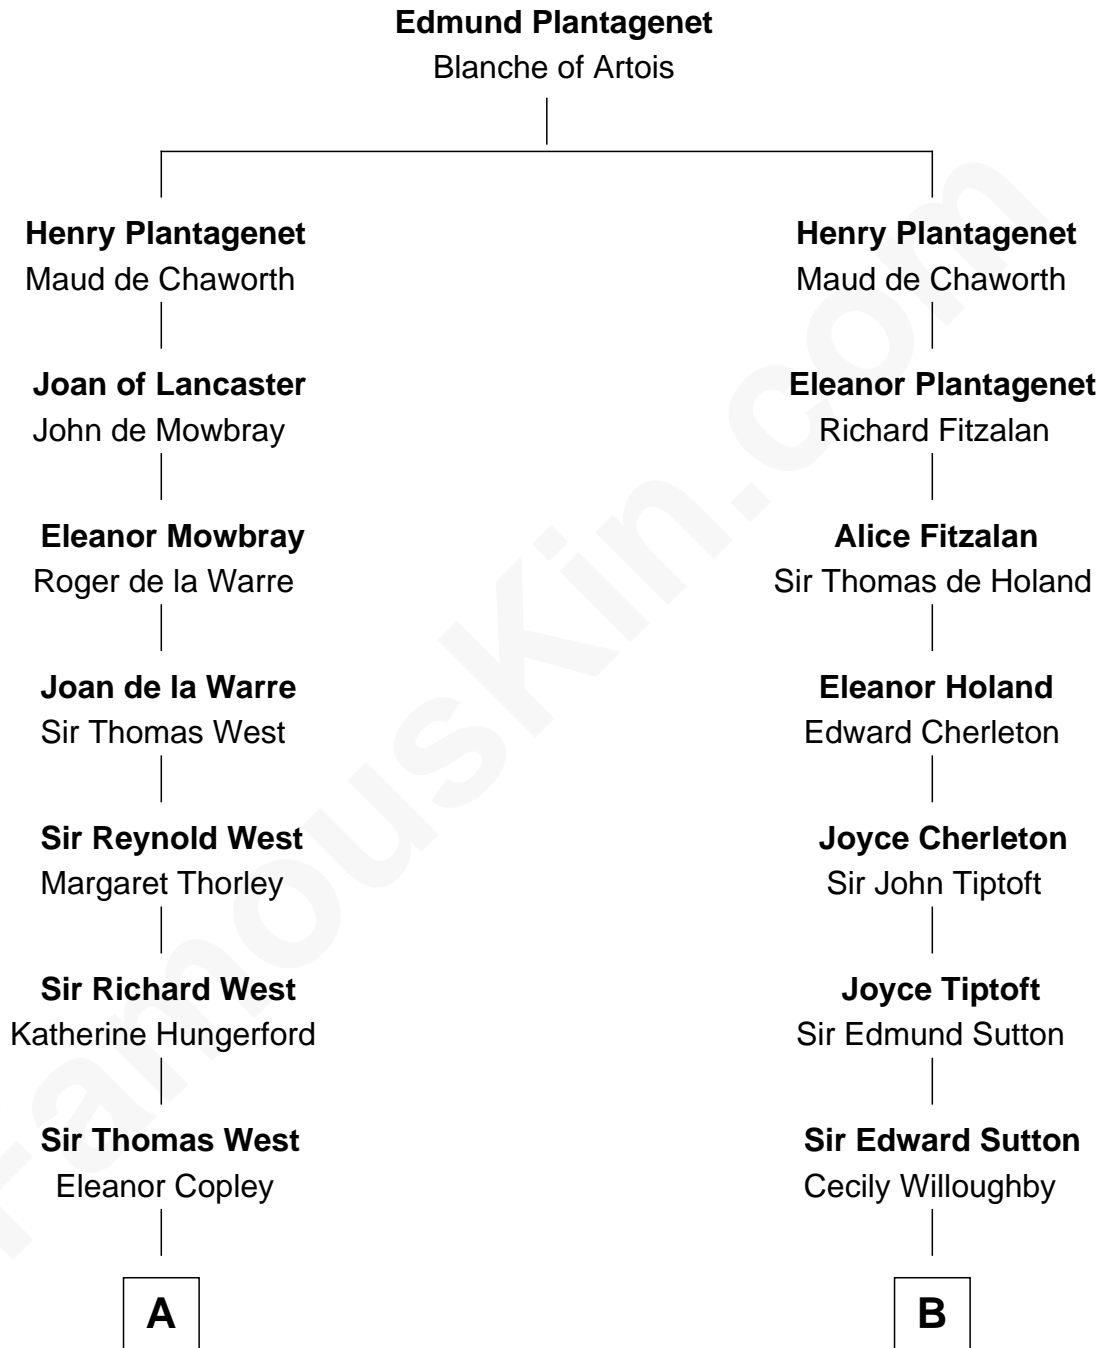 Edmund Plantagenet
Blanche of Artois
Henry Plantagenet
Maud de Chaworth
Henry Plantagenet
Maud de Chaworth
Joan of Lancaster
John de Mowbray
Eleanor Plantagenet
Richard Fitzalan
Eleanor Mowbray
Roger de la Warre
Alice Fitzalan
Sir Thomas de Holand
Joan de la Warre
Sir Thomas West
Eleanor Holand
Edward Cherleton
Sir Reynold West
Margaret Thorley
Joyce Cherleton
Sir John Tiptoft
Sir Richard West
Katherine Hungerford
Joyce Tiptoft
Sir Edmund Sutton
Sir Thomas West
Eleanor Copley
Sir Edward Sutton
Cecily Willoughby
A
B
FamousKin.com